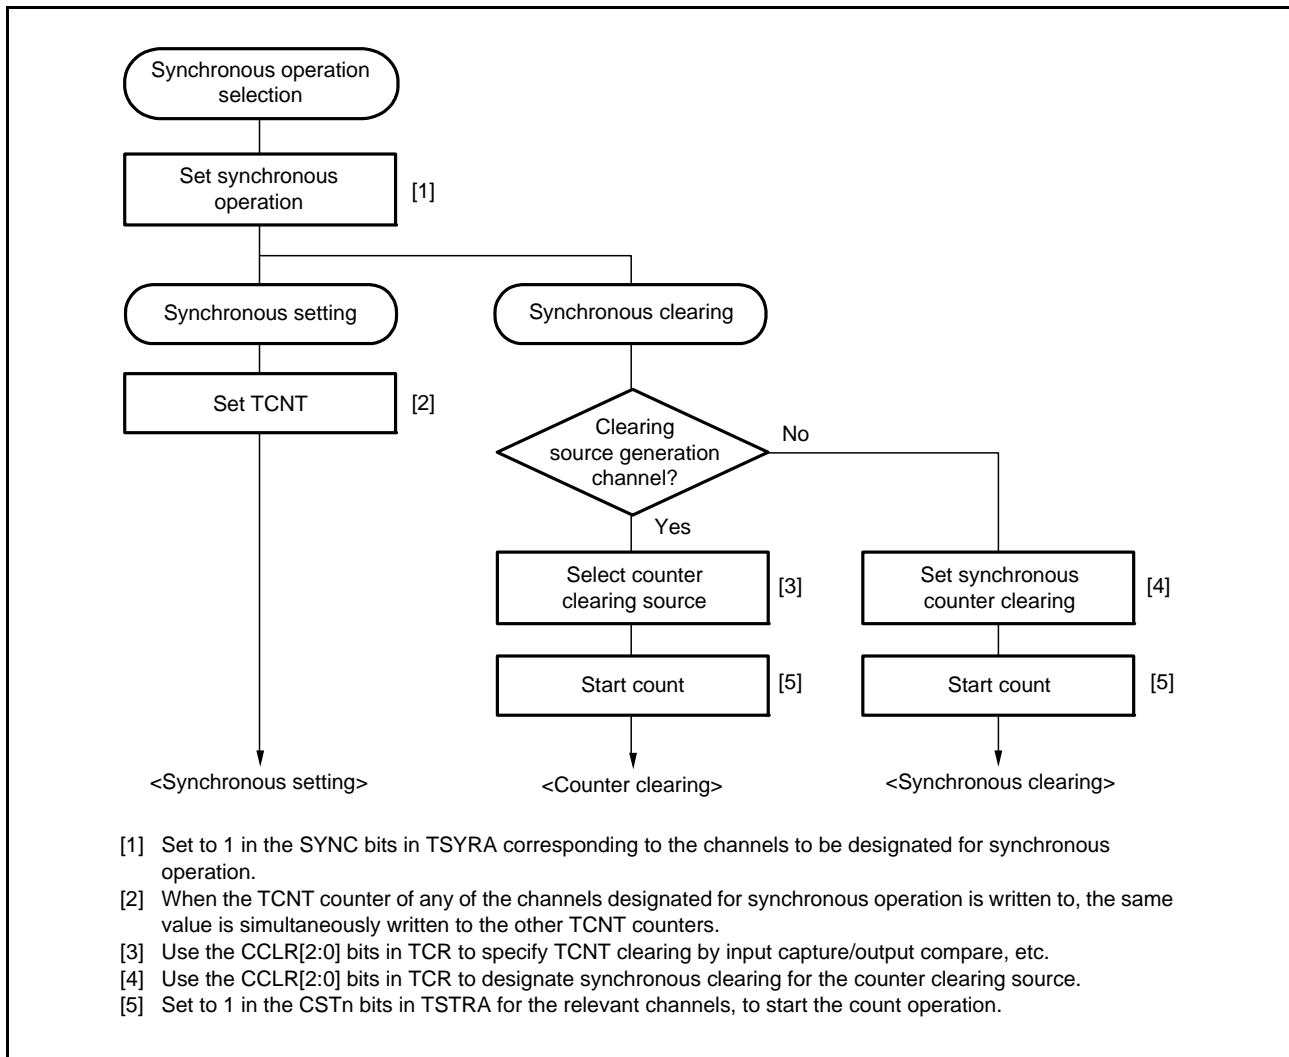 Synchronous operation
selection
Set synchronous
operation
[1]
Synchronous setting
Synchronous clearing
Set TCNT
[2]
Clearing
source generation
channel?
No
Yes
Select counter
clearing source
[3]
Set synchronous
counter clearing
[4]
Start count
[5]
Start count
[5]
<Synchronous setting>
<Counter clearing>
<Synchronous clearing>
[1] Set to 1 in the SYNC bits in TSYRA corresponding to the channels to be designated for synchronous
operation.
[2] When the TCNT counter of any of the channels designated for synchronous operation is written to, the same
value is simultaneously written to the other TCNT counters.
[3] Use the CCLR[2:0] bits in TCR to specify TCNT clearing by input capture/output compare, etc.
[4] Use the CCLR[2:0] bits in TCR to designate synchronous clearing for the counter clearing source.
[5] Set to 1 in the CSTn bits in TSTRA for the relevant channels, to start the count operation.